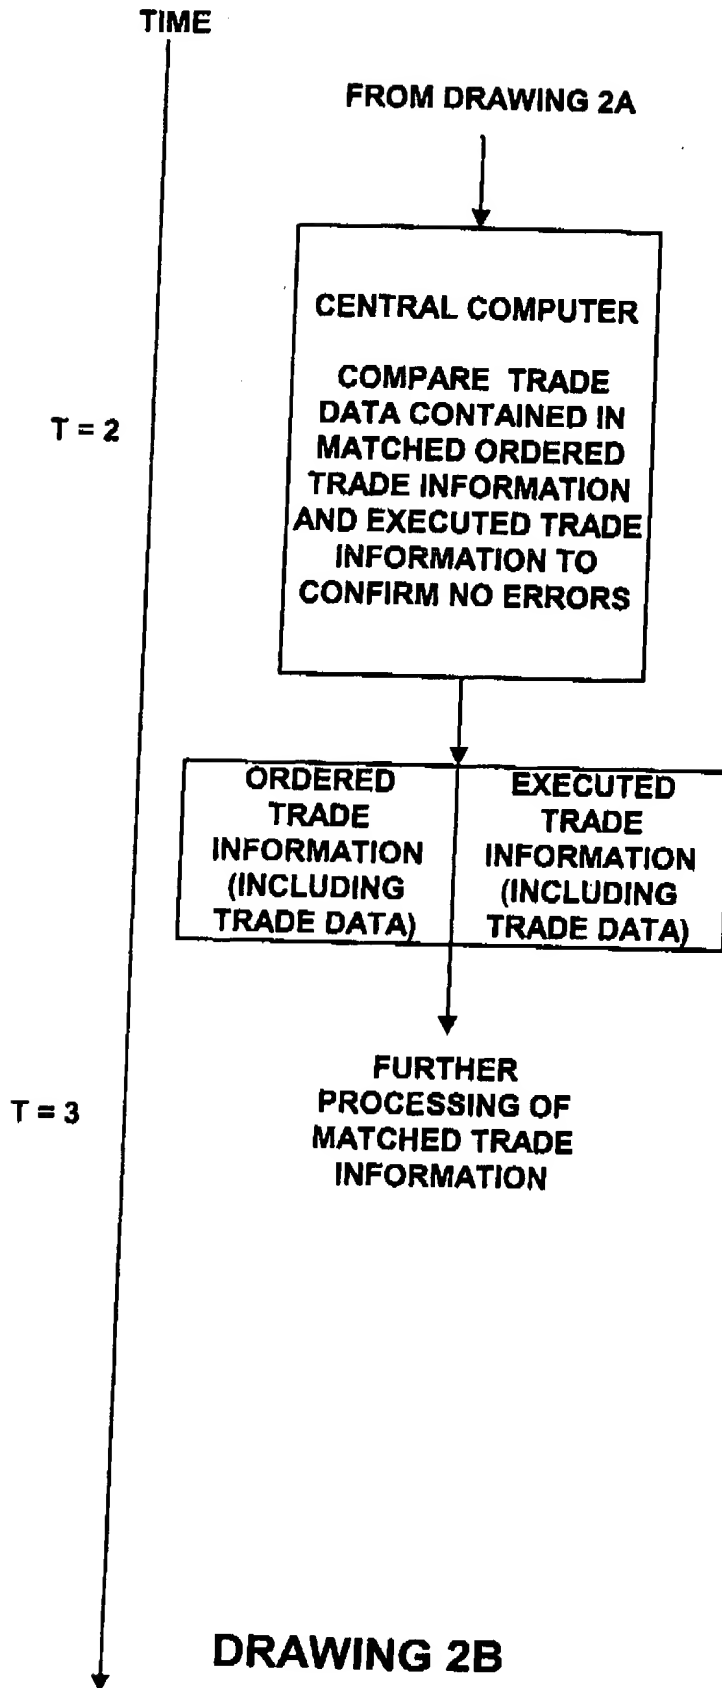 TIME
FROM DRAWING 2A
CENTRAL COMPUTER
COMPARE TRADE
DATA CONTAINED IN
MATCHED ORDERED
TRADE INFORMATION
AND EXECUTED TRADE
INFORMATION TO
CONFIRM NO ERRORS
T = 2
ORDERED
TRADE
INFORMATION
(INCLUDING
TRADE DATA)
EXECUTED
TRADE
INFORMATION
(INCLUDING
TRADE DATA)
T = 3
FURTHER
PROCESSING OF
MATCHED TRADE
INFORMATION
DRAWING 2B